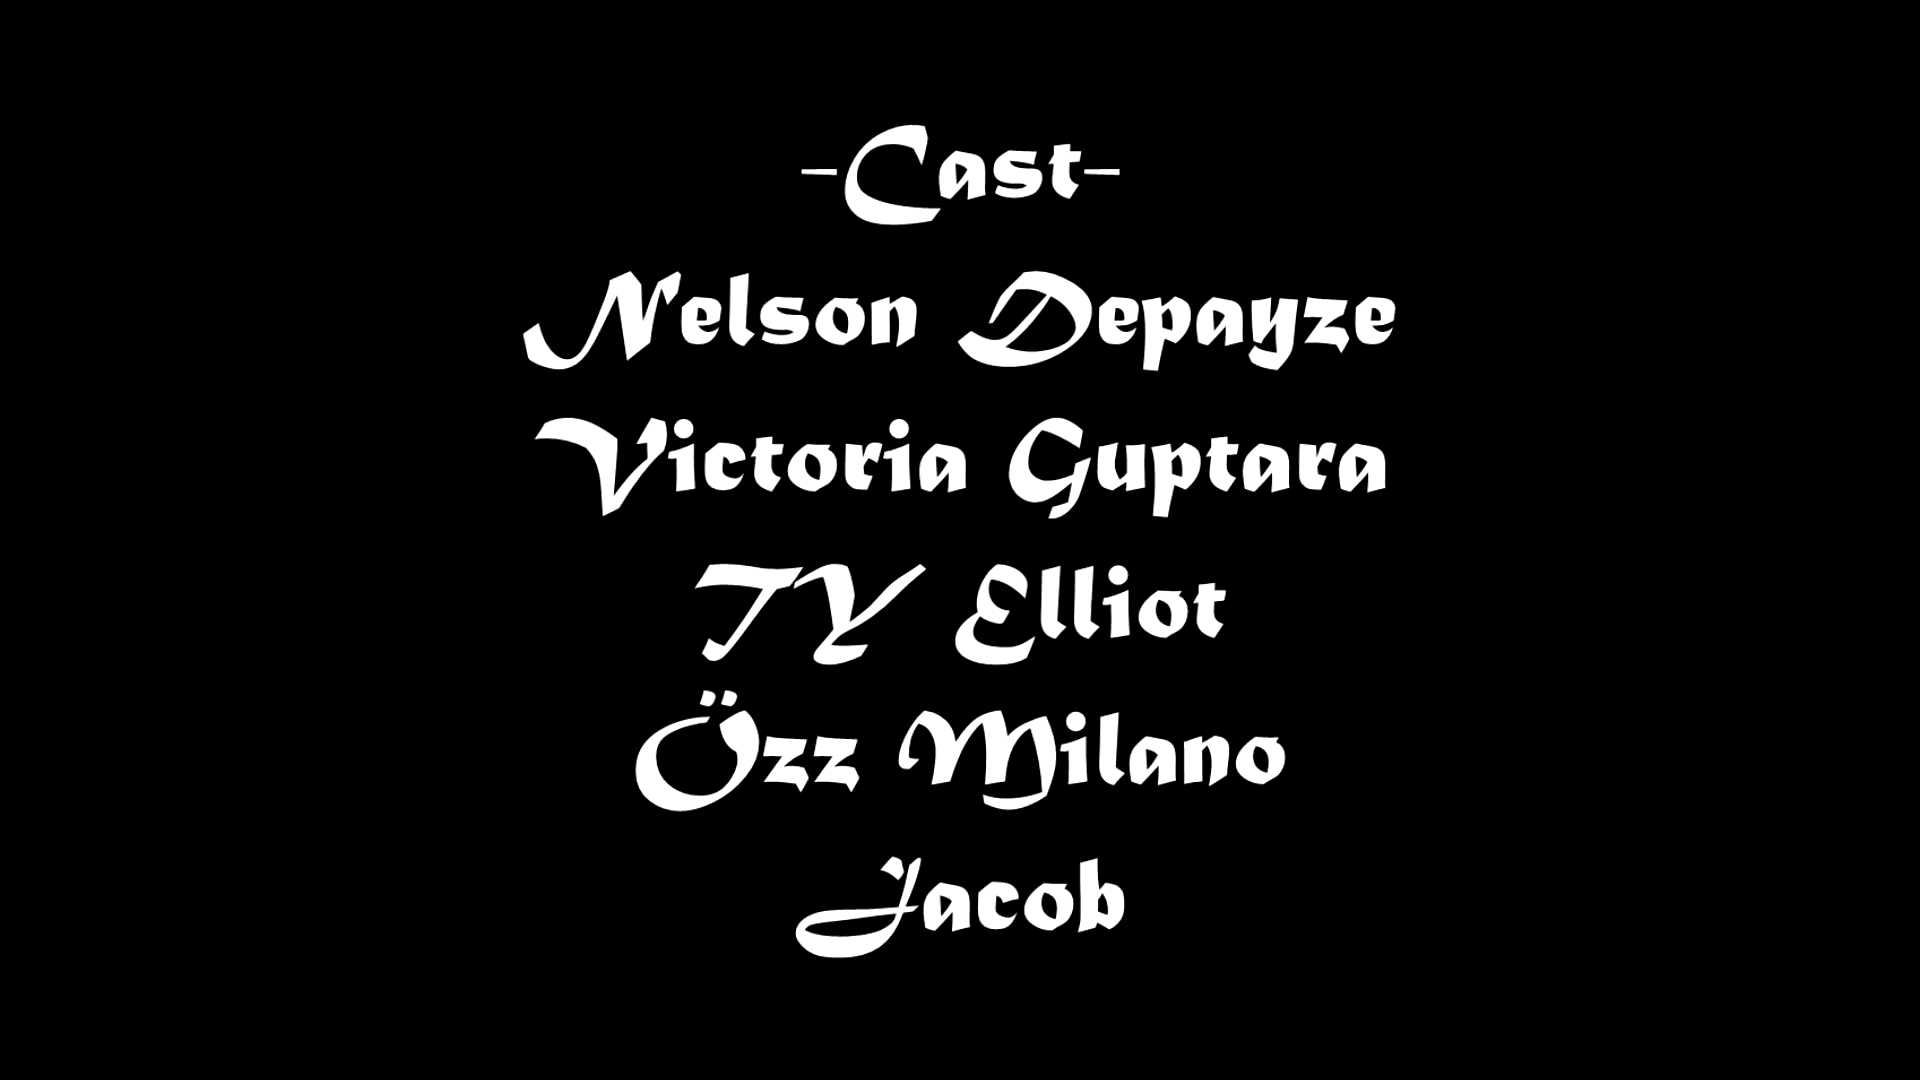 -Cast-
Nelson Depayze
Victoria Guptara
TY Elliot
Özz Milano
Jacob